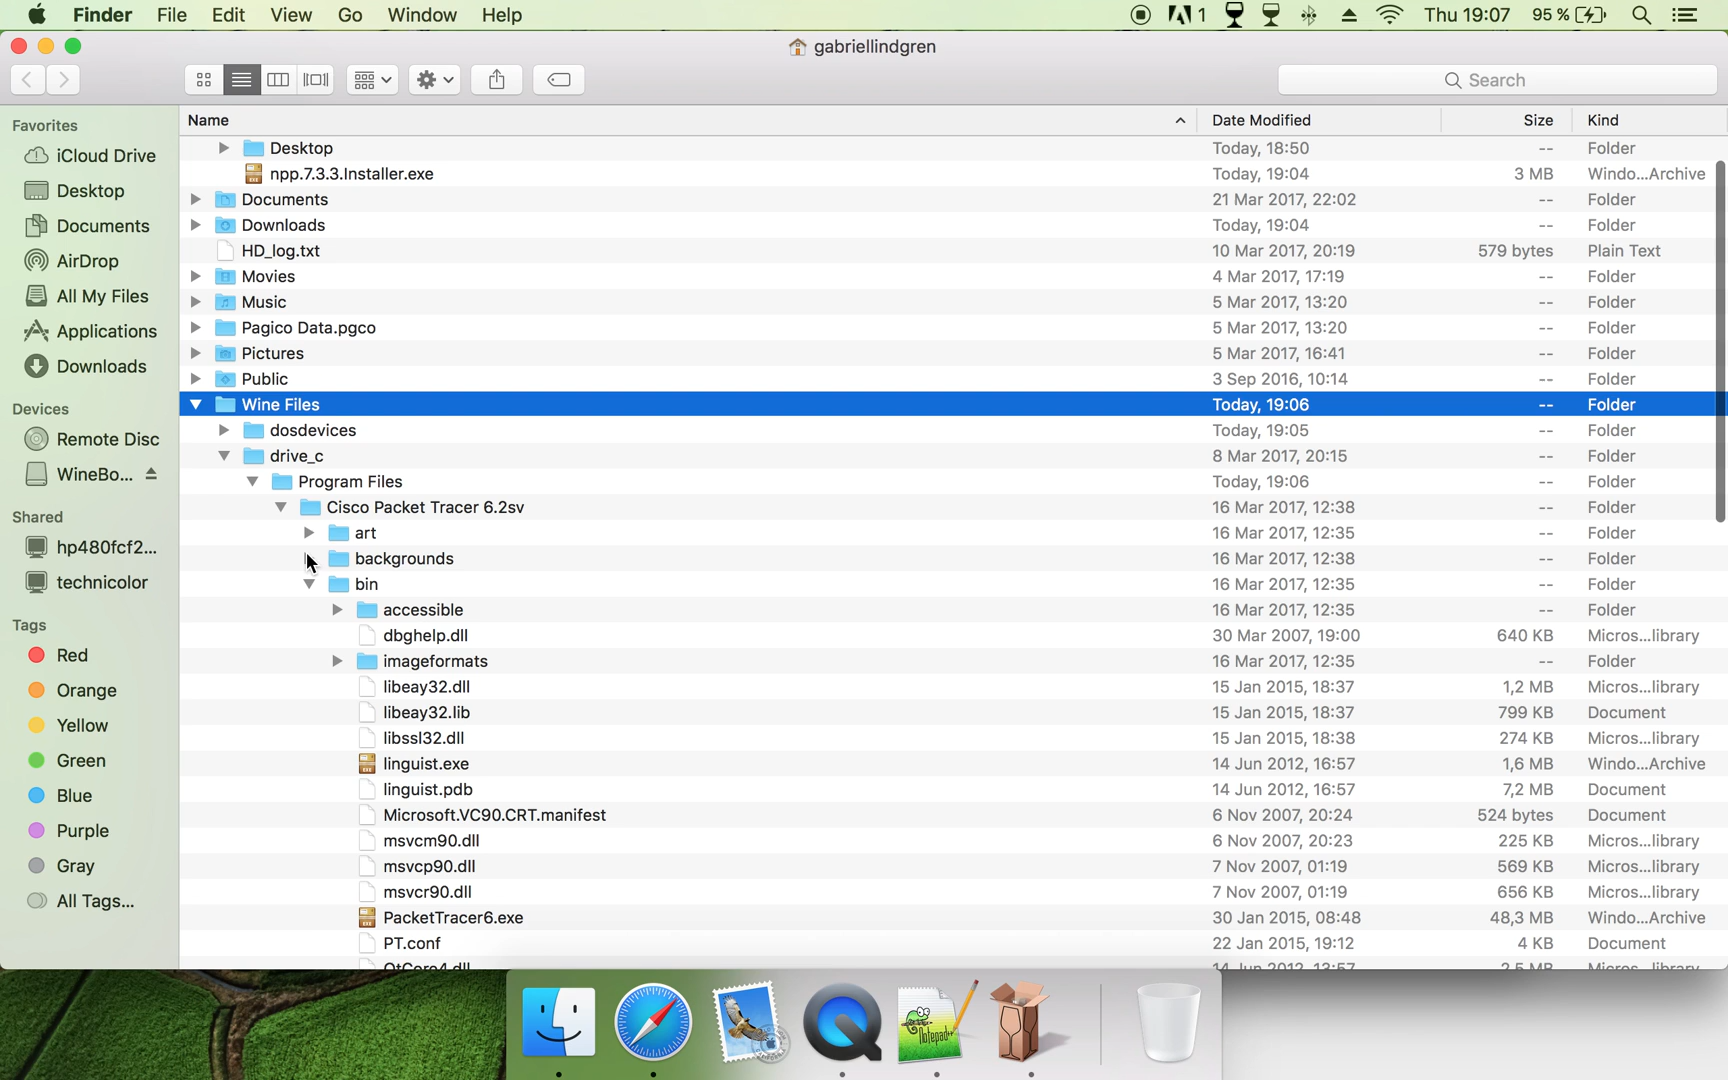 Finder File Edit View Go Window Help 1 Thu 19:07 95 %
gabriellindgren
Search
Favorites
iCloud Drive
Desktop
Documents
AirDrop
All My Files
Applications
Downloads
Devices
Remote Disc
WineBo...
Shared
hp480fcf2...
technicolor
Tags
Red
Orange
Yellow
Green
Blue
Purple
Gray
All Tags...
Name Date Modified Size Kind
Desktop Today, 18:50 -- Folder
npp.7.3.3.Installer.exe Today, 19:04 3 MB Windo...Archive
Documents 21 Mar 2017, 22:02 -- Folder
Downloads Today, 19:04 -- Folder
HD_log.txt 10 Mar 2017, 20:19 579 bytes Plain Text
Movies 4 Mar 2017, 17:19 -- Folder
Music 5 Mar 2017, 13:20 -- Folder
Pagico Data.pgco 5 Mar 2017, 13:20 -- Folder
Pictures 5 Mar 2017, 16:41 -- Folder
Public 3 Sep 2016, 10:14 -- Folder
Wine Files Today, 19:06 -- Folder
dosdevices Today, 19:05 -- Folder
drive_c 8 Mar 2017, 20:15 -- Folder
Program Files Today, 19:06 -- Folder
Cisco Packet Tracer 6.2sv 16 Mar 2017, 12:38 -- Folder
art 16 Mar 2017, 12:35 -- Folder
backgrounds 16 Mar 2017, 12:38 -- Folder
bin 16 Mar 2017, 12:35 -- Folder
accessible 16 Mar 2017, 12:35 -- Folder
dbghelp.dll 30 Mar 2007, 19:00 640 KB Micros...library
imageformats 16 Mar 2017, 12:35 -- Folder
libeay32.dll 15 Jan 2015, 18:37 1,2 MB Micros...library
libeay32.lib 15 Jan 2015, 18:37 799 KB Document
libssl32.dll 15 Jan 2015, 18:38 274 KB Micros...library
linguist.exe 14 Jun 2012, 16:57 1,6 MB Windo...Archive
linguist.pdb 14 Jun 2012, 16:57 7,2 MB Document
Microsoft.VC90.CRT.manifest 6 Nov 2007, 20:24 524 bytes Document
msvcm90.dll 6 Nov 2007, 20:23 225 KB Micros...library
msvcp90.dll 7 Nov 2007, 01:19 569 KB Micros...library
msvcr90.dll 7 Nov 2007, 01:19 656 KB Micros...library
PacketTracer6.exe 30 Jan 2015, 08:48 48,3 MB Windo...Archive
PT.conf 22 Jan 2015, 19:12 4 KB Document
QtCore4.dll 14 Jun 2012, 13:57 2,5 MB Micros...library
Notepad++